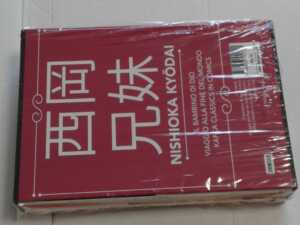 西岡
兄妹
NISHIOKA KYŌDAI
IL BAMBINO DI DIO
VIAGGIO ALLA FINE DEL MONDO
KAFKA CLASSICS IN COMICS